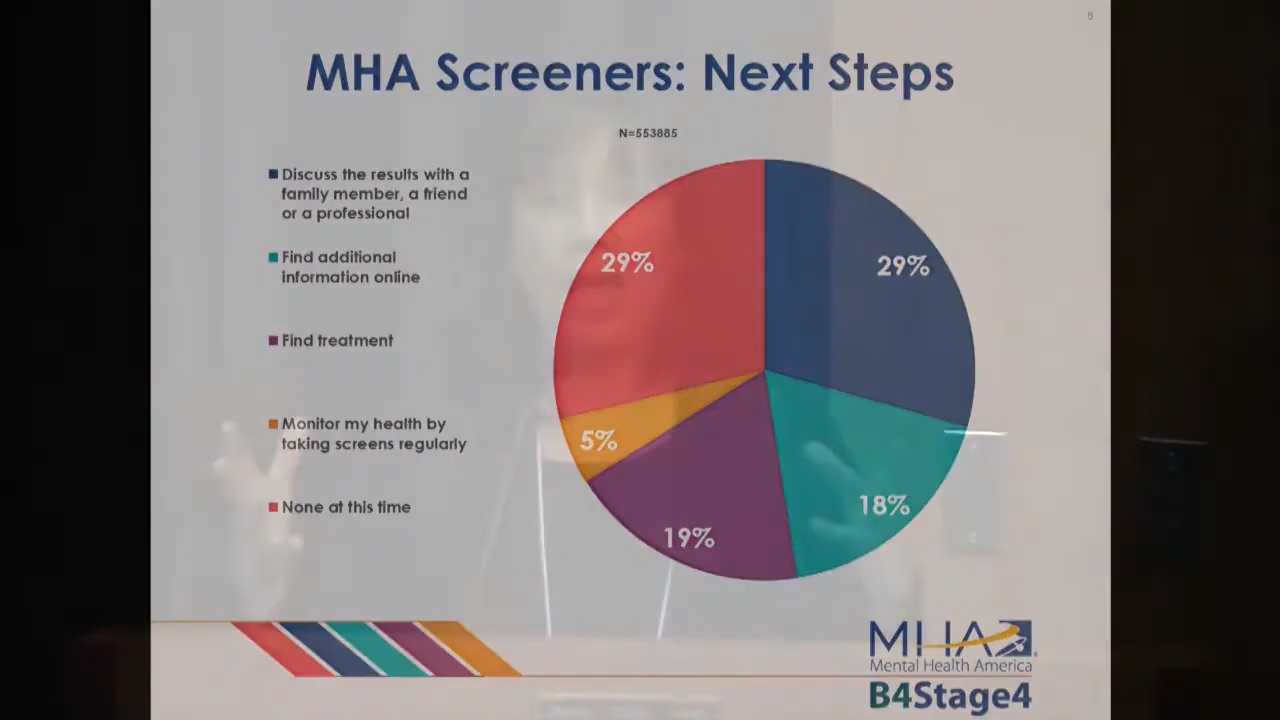 6
MHA Screeners: Next Steps
N=553885
Discuss the results with a
family member, a friend
or a professional
Find additional
information online
Find treatment
Monitor my health by
taking screens regularly
None at this time
29%
29%
5%
18%
19%
MHA
Mental Health America
B4Stage4